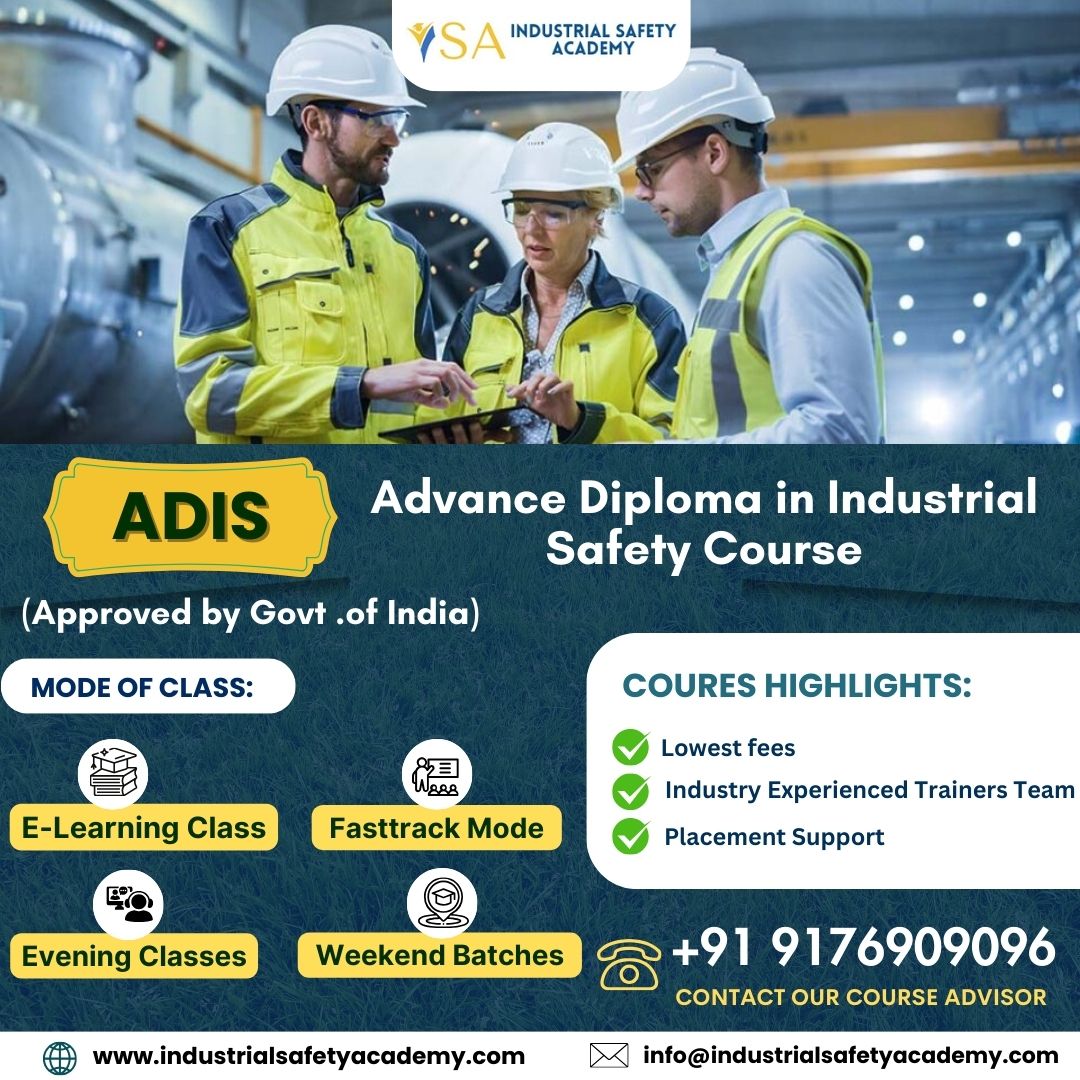 YSA INDUSTRIAL SAFETY
ACADEMY
ADIS
Advance Diploma in Industrial
Safety Course
(Approved by Govt .of India)
MODE OF CLASS:
E-Learning Class
Fasttrack Mode
Evening Classes
Weekend Batches
COURES HIGHLIGHTS:
Lowest fees
Industry Experienced Trainers Team
Placement Support
+91 9176909096
CONTACT OUR COURSE ADVISOR
www.industrialsafetyacademy.com
info@industrialsafetyacademy.com